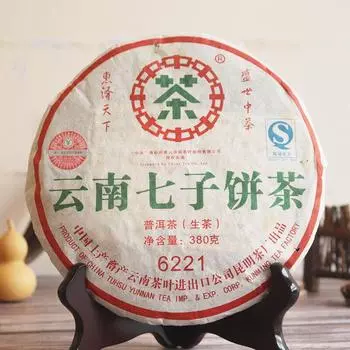 惠泽天下
盛世中茶
茶
®
云南七子饼茶
普洱茶（生茶）
净含量：380克
6221
中国土产畜产云南茶叶进出口公司昆明茶厂出品
PRODUCT OF CHINA TUHSU YUNNAN TEA IMP. & EXP. CORP. KUNMING TEA FACTORY